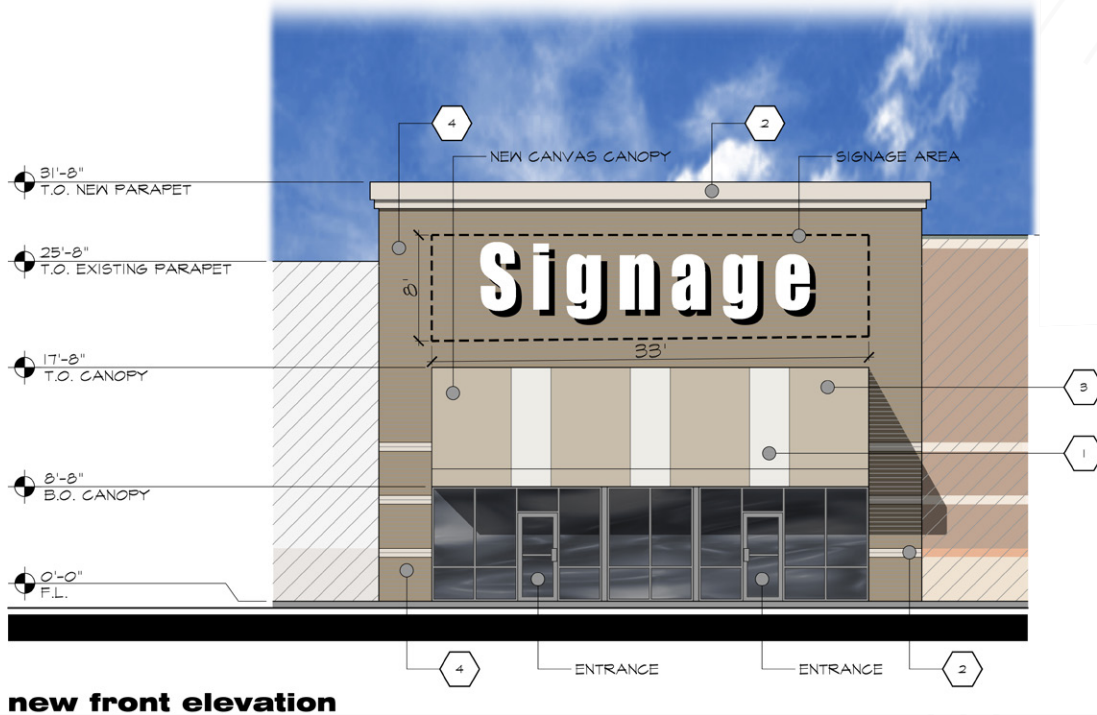 4
2
NEW CANVAS CANOPY
SIGNAGE AREA
31'-8"
T.O. NEW PARAPET
25'-8"
T.O. EXISTING PARAPET
Signage
8'
33'
17'-8"
T.O. CANOPY
3
1
8'-8"
B.O. CANOPY
0'-0"
F.L.
4
ENTRANCE
ENTRANCE
2
new front elevation